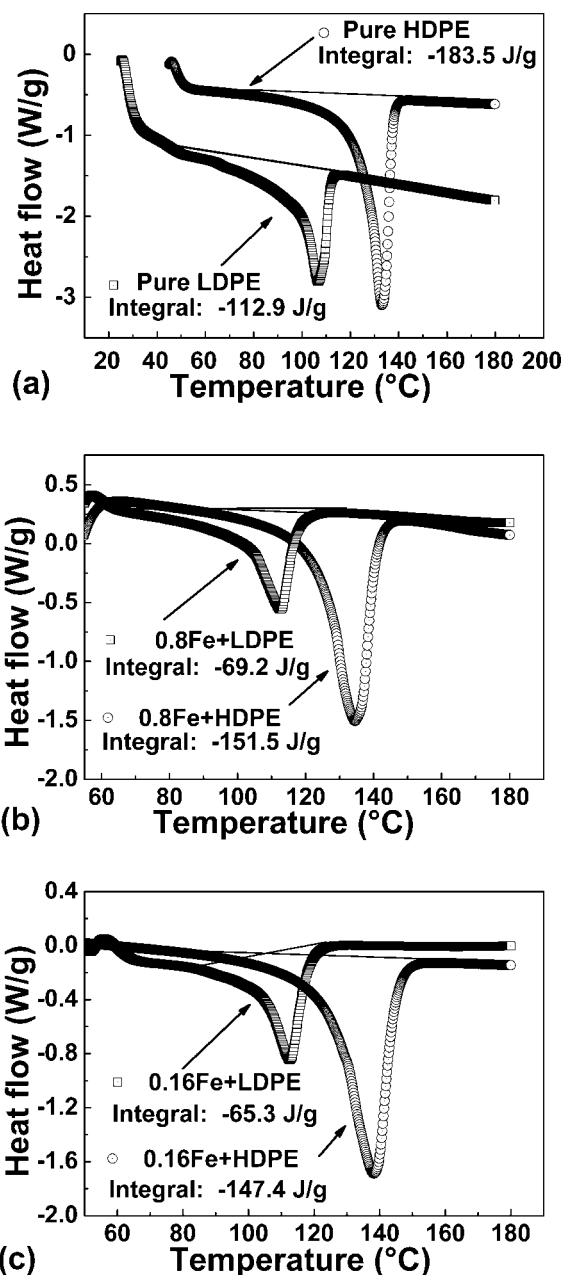 Pure HDPE
Integral: -183.5 J/g
0
-1
-2
-3
Heat flow (W/g)
Pure LDPE
Integral: -112.9 J/g
20 40 60 80 100 120 140 160 180 200
(a) Temperature (°C)
0.5
0.0
-0.5
-1.0
-1.5
-2.0
Heat flow (W/g)
0.8Fe+LDPE
Integral: -69.2 J/g
0.8Fe+HDPE
Integral: -151.5 J/g
60 80 100 120 140 160 180
(b) Temperature (°C)
0.4
0.0
-0.4
-0.8
-1.2
-1.6
-2.0
Heat flow (W/g)
0.16Fe+LDPE
Integral: -65.3 J/g
0.16Fe+HDPE
Integral: -147.4 J/g
60 80 100 120 140 160 180
(c) Temperature (°C)